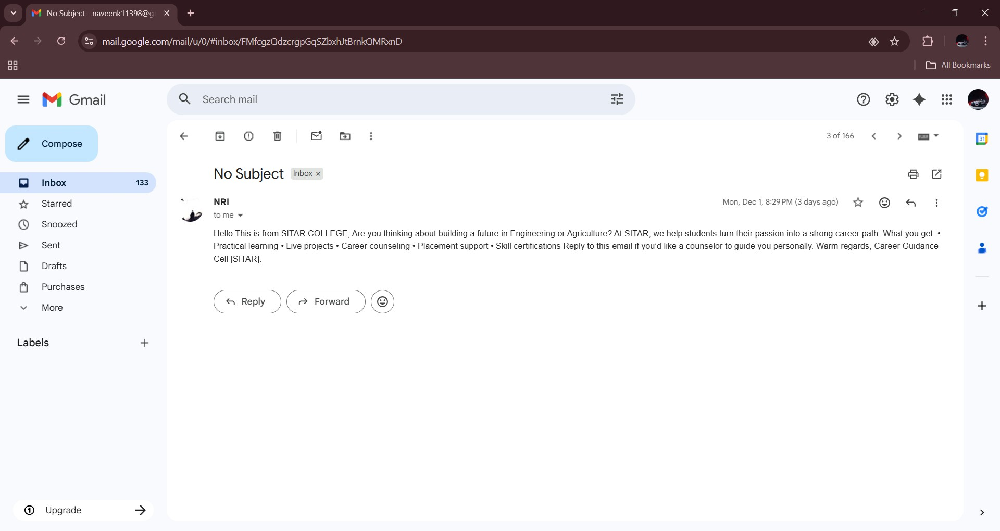 No Subject - naveenk11398@g
mail.google.com/mail/u/0/#inbox/FMfcgzQdzcrgpGqSZbxhJtBrnkQMRxnD
All Bookmarks
Gmail
Search mail
Compose
3 of 166
Inbox 133
Starred
Snoozed
Sent
Drafts
Purchases
More
Labels
Upgrade
No Subject Inbox ×
NRI
Mon, Dec 1, 8:29 PM (3 days ago)
to me
Hello This is from SITAR COLLEGE, Are you thinking about building a future in Engineering or Agriculture? At SITAR, we help students turn their passion into a strong career path. What you get: •
Practical learning • Live projects • Career counseling • Placement support • Skill certifications Reply to this email if you’d like a counselor to guide you personally. Warm regards, Career Guidance
Cell [SITAR].
Reply
Forward
31